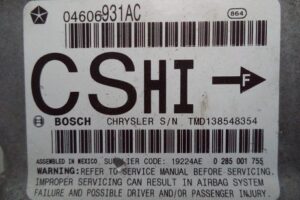 04606931AC 864
CSHI F
BOSCH CHRYSLER S/N TMD138548354
ASSEMBLED IN MEXICO SUPPLIER CODE: 19224AE 0 285 001 755
WARNING: REFER TO SERVICE MANUAL BEFORE SERVICING.
IMPROPER SERVICING CAN RESULT IN AIRBAG SYSTEM
FAILURE AND POSSIBLE DRIVER AND/OR PASSENGER INJURY.